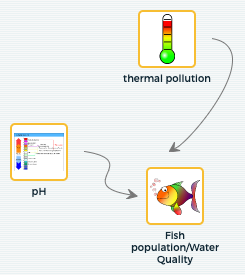 thermal pollution
pH
Fish
population/Water
Quality